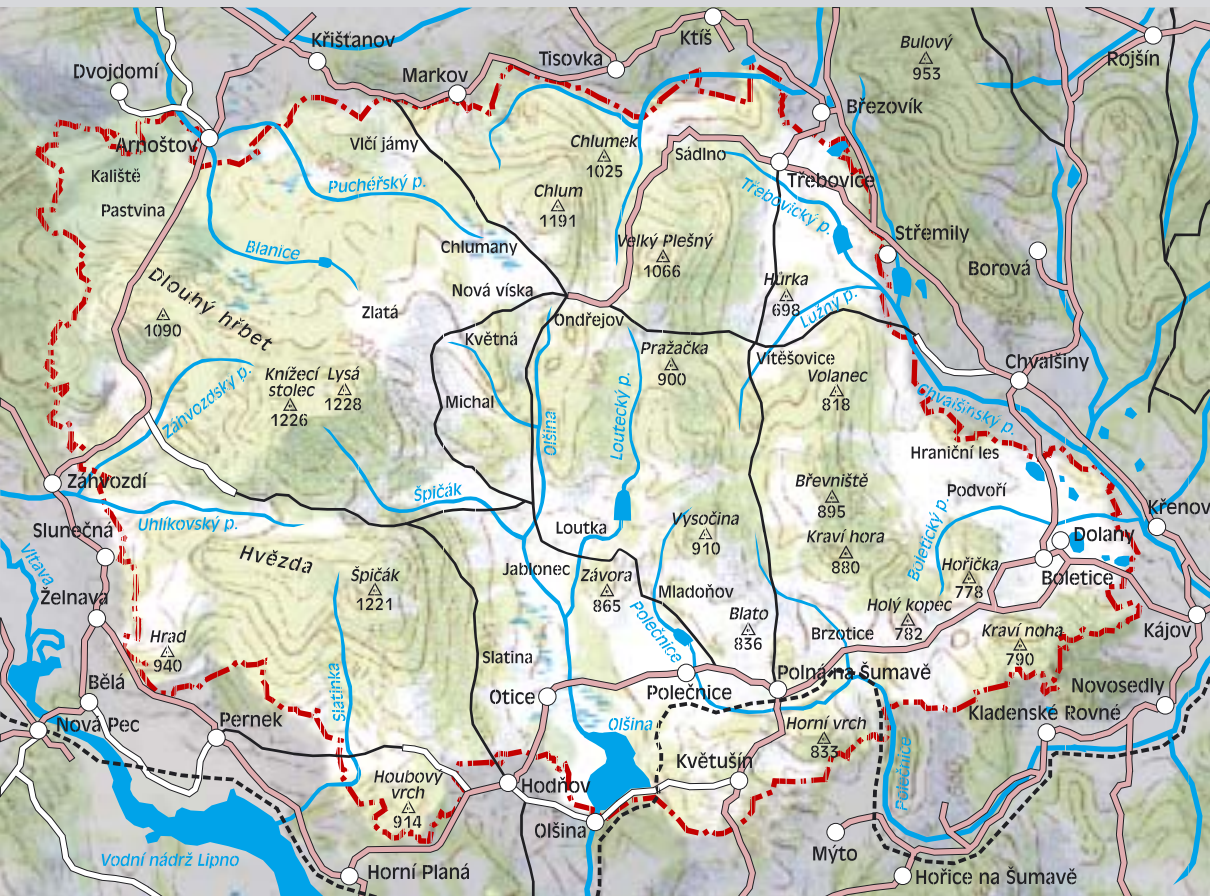 Křišťanov
Ktíš
Tisovka
Bulový
953
Rojšín
Dvojdomí
Markov
Březovík
Arnoštov
Vlčí jámy
Chlumek
1025
Sádlno
Třebovice
Kaliště
Puchéřský p.
Chlum
1191
Třebovický p.
Pastvina
Střemily
Blanice
Chlumany
Velký Plešný
1066
Borová
Dlouhý hřbet
1090
Zlatá
Nová víska
Hůrka
698
Lužný p.
Ondřejov
Květná
Pražačka
900
Vítěšovice
Chvalšiny
Záhvozdský p.
Knížecí
stolec
1226
Lysá
1228
Volanec
818
Michal
Olšina
Loutecký p.
Chvalšinský p.
Hraniční les
Záhvozdí
Špičák
Břevniště
895
Podvoří
Křenov
Uhlíkovský p.
Slunečná
Loutka
Vysočina
910
Kraví hora
880
Boletický p.
Dolany
Vltava
Hvězda
Jablonec
Závora
865
Hořička
778
Boletice
Špičák
1221
Želnava
Mladoňov
Polečnice
Blato
836
Holý kopec
782
Kájov
Hrad
940
Brzotice
Kraví noha
790
Slatina
Slatinka
Bělá
Otice
Polečnice
Polná na Šumavě
Novosedly
Nová Pec
Pernek
Olšina
Horní vrch
833
Kladenské Rovné
Květušín
Polečnice
Houbový
vrch
914
Hodňov
Olšina
Mýto
Vodní nádrž Lipno
Horní Planá
Hořice na Šumavě